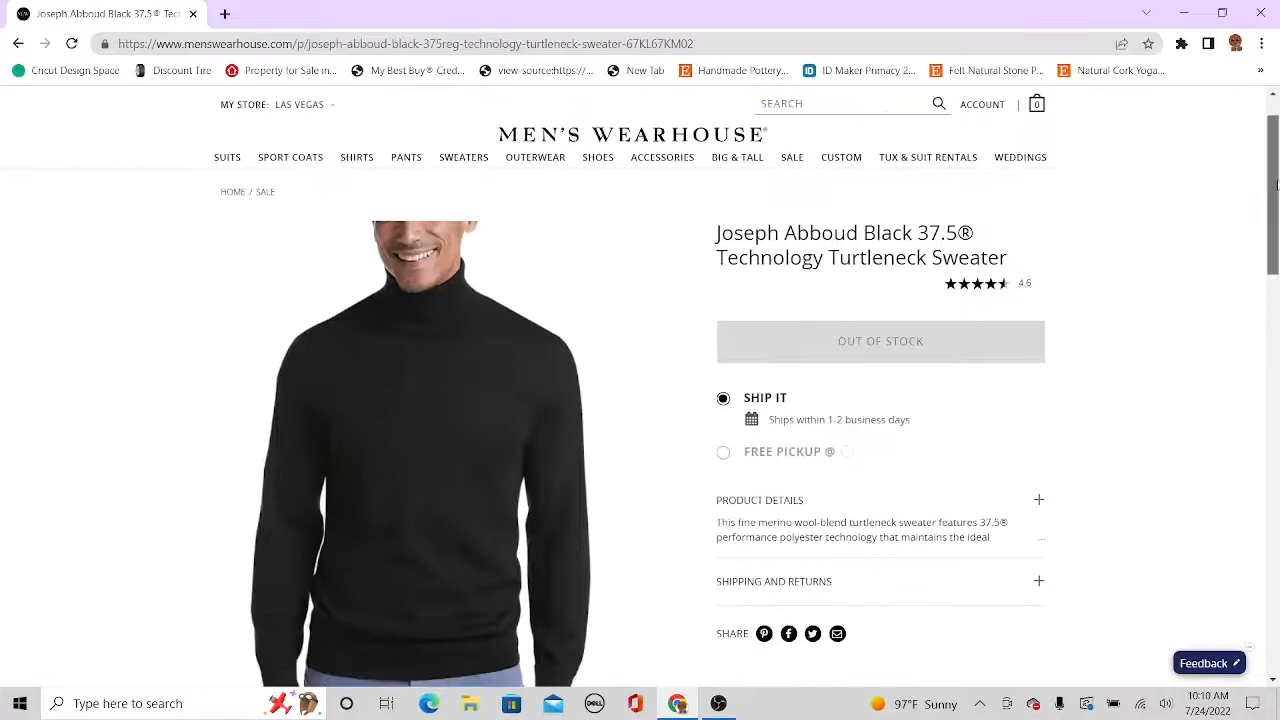 Joseph Abboud Black 37.5® Tech
https://www.menswearhouse.com/p/joseph-abboud-black-375reg-technology-turtleneck-sweater-67KL67KM02
Cricut Design Space
Discount Tire
Property for Sale in...
My Best Buy® Cr...
view-source:https://...
New Tab
Handmade Pottery...
ID Maker Primacy 2...
Felt Natural Stone P...
Natural Cork Yoga...
»
MY STORE: LAS VEGAS
SEARCH
ACCOUNT
0
MEN'S WEARHOUSE®
SUITS SPORT COATS SHIRTS PANTS SWEATERS OUTERWEAR SHOES ACCESSORIES BIG & TALL SALE CUSTOM TUX & SUIT RENTALS WEDDINGS
HOME / SALE
Joseph Abboud Black 37.5®
Technology Turtleneck Sweater
4.6
OUT OF STOCK
SHIP IT
Ships within 1-2 business days
FREE PICKUP @
PRODUCT DETAILS
This fine merino wool-blend turtleneck sweater features 37.5®
performance polyester technology that maintains the ideal ...
SHIPPING AND RETURNS
SHARE:
Feedback
Type here to search
DELL
97°F Sunny
10:10 AM
7/24/2022